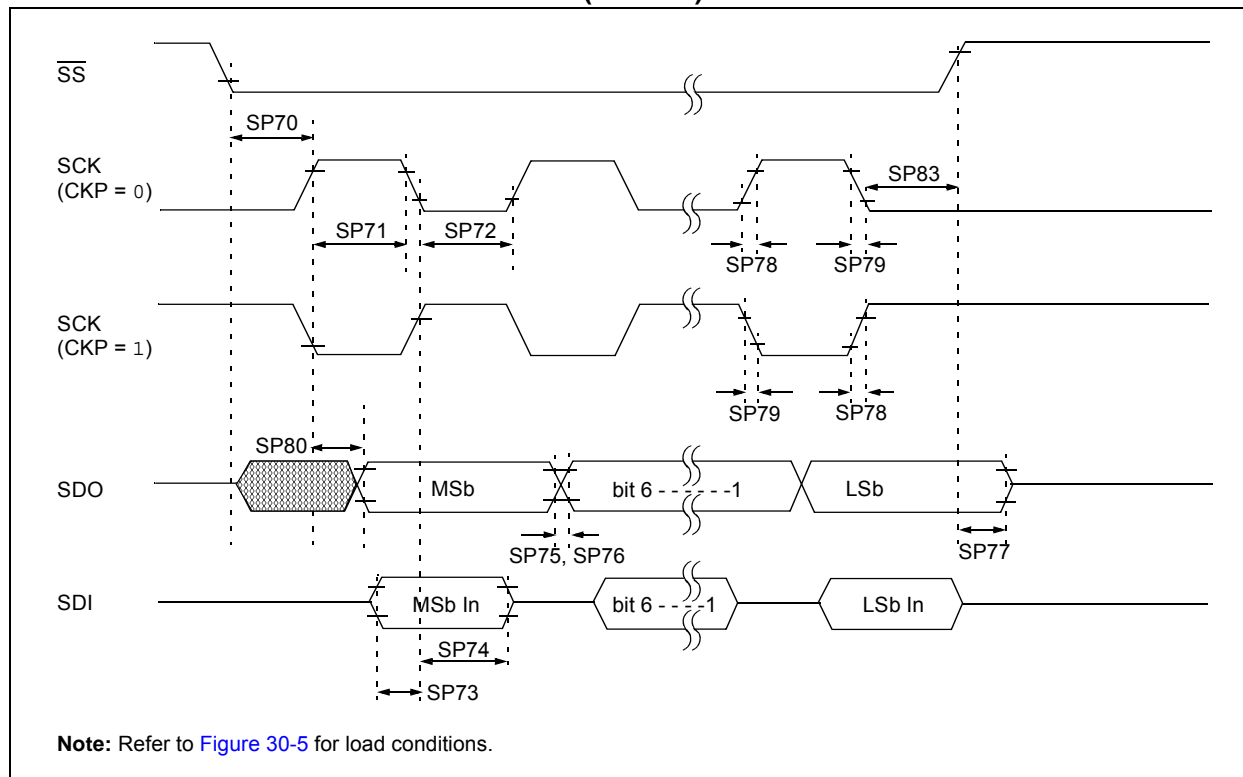 SS
SP70
SCK
(CKP = 0)
SP83
SP71
SP72
SP78
SP79
SCK
(CKP = 1)
SP79
SP78
SP80
SDO
MSb
bit 6 - - - - - - -1
LSb
SP75, SP76
SP77
SDI
MSb In
bit 6 - - - - -1
LSb In
SP74
SP73
Note: Refer to Figure 30-5 for load conditions.